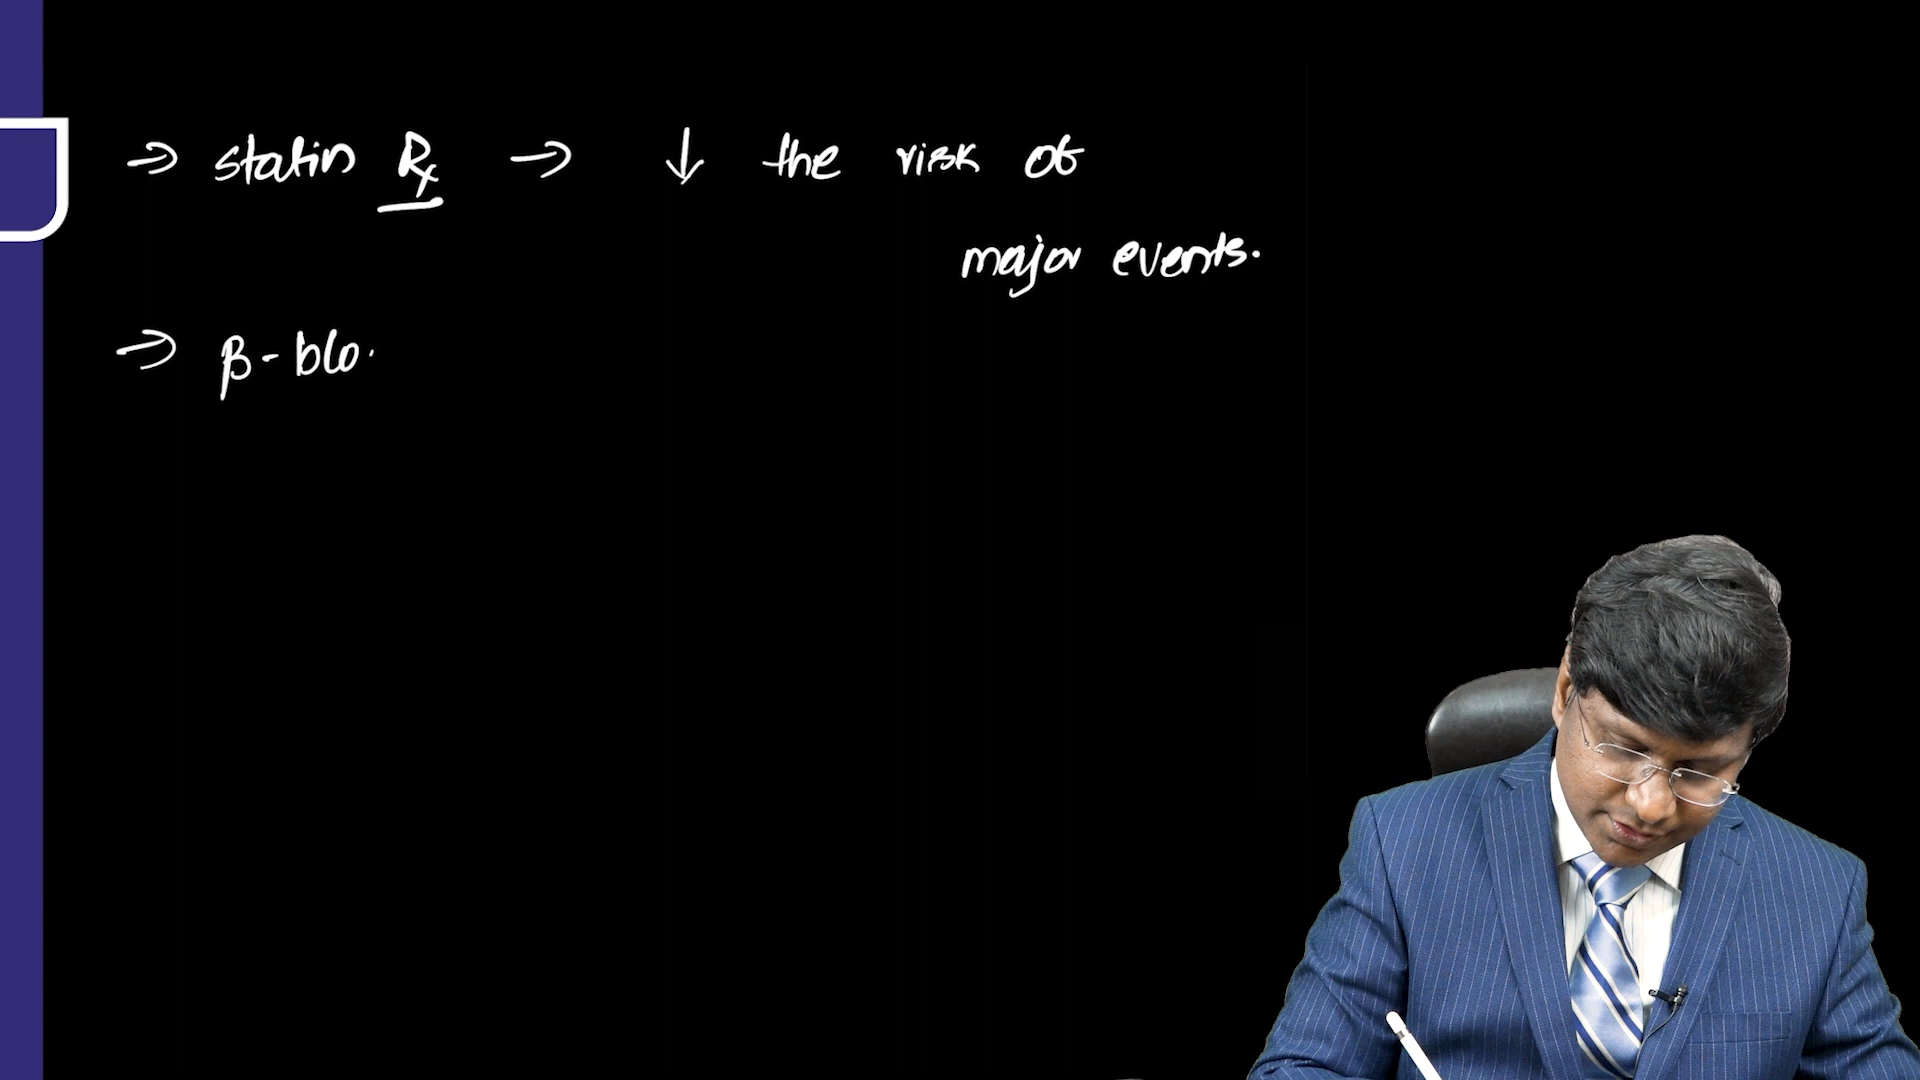 → statin Rx → ↓ the risk of
major events.
→ β-blo.